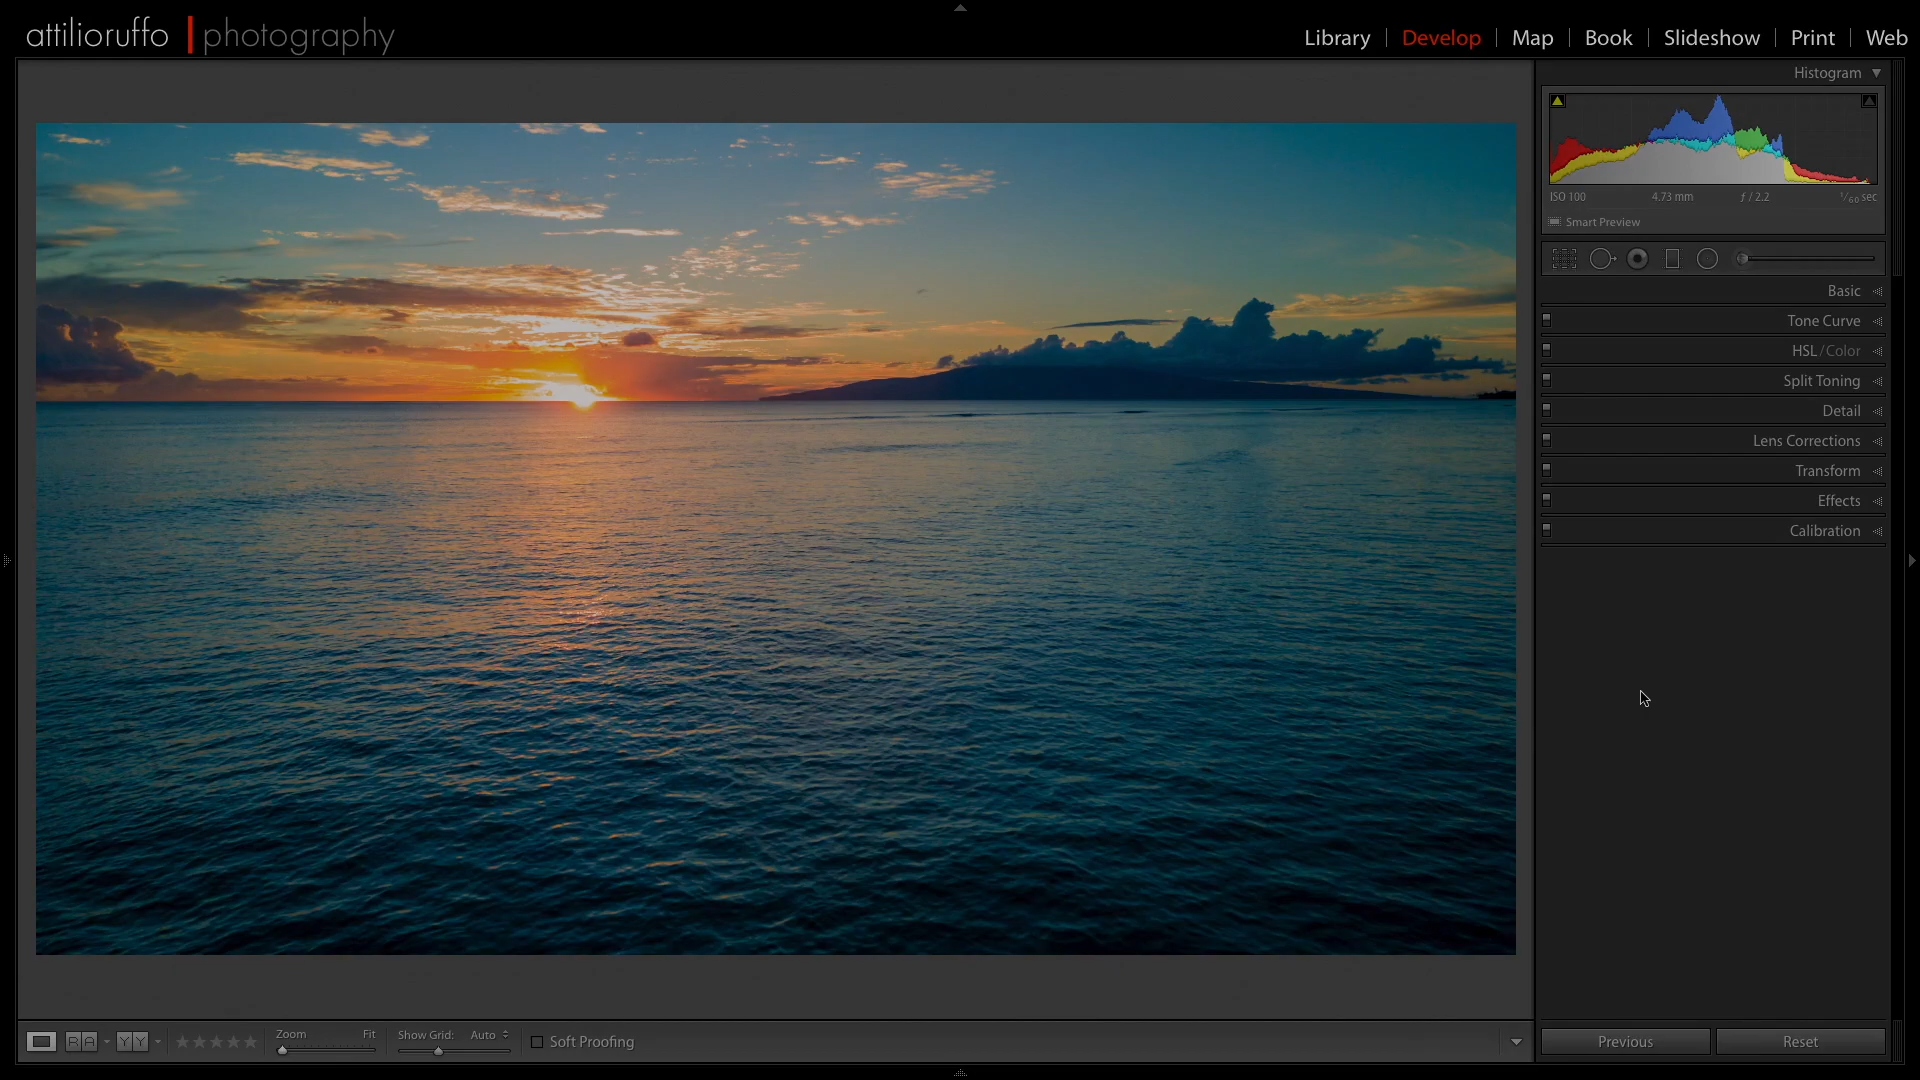 attilioruffo | photography
Library | Develop | Map | Book | Slideshow | Print | Web
Histogram
ISO 100 4.73 mm ƒ / 2.2 1/60 sec
Smart Preview
Basic
Tone Curve
HSL / Color
Split Toning
Detail
Lens Corrections
Transform
Effects
Calibration
R A Y Y Zoom Fit Show Grid: Auto Soft Proofing
Previous Reset